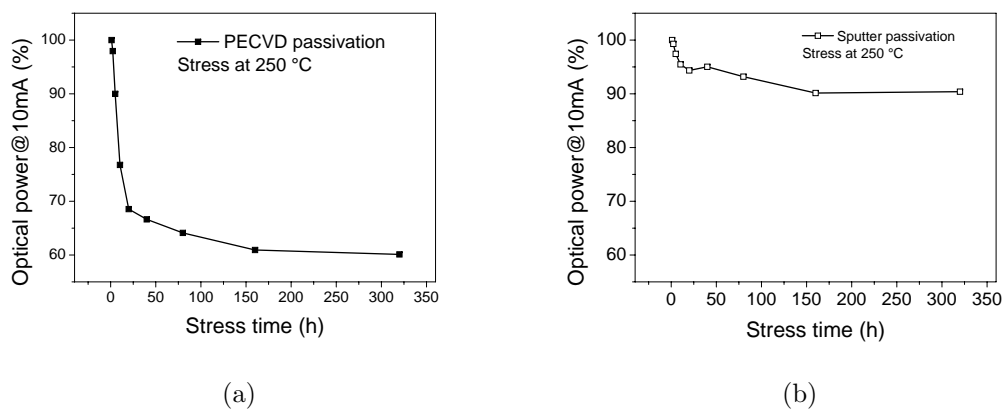 100
90
80
70
60
0 50 100 150 200 250 300 350
Optical power@10mA (%)
Stress time (h)
PECVD passivation
Stress at 250 °C
(a)
100
90
80
70
60
0 50 100 150 200 250 300 350
Optical power@10mA (%)
Stress time (h)
Sputter passivation
Stress at 250 °C
(b)